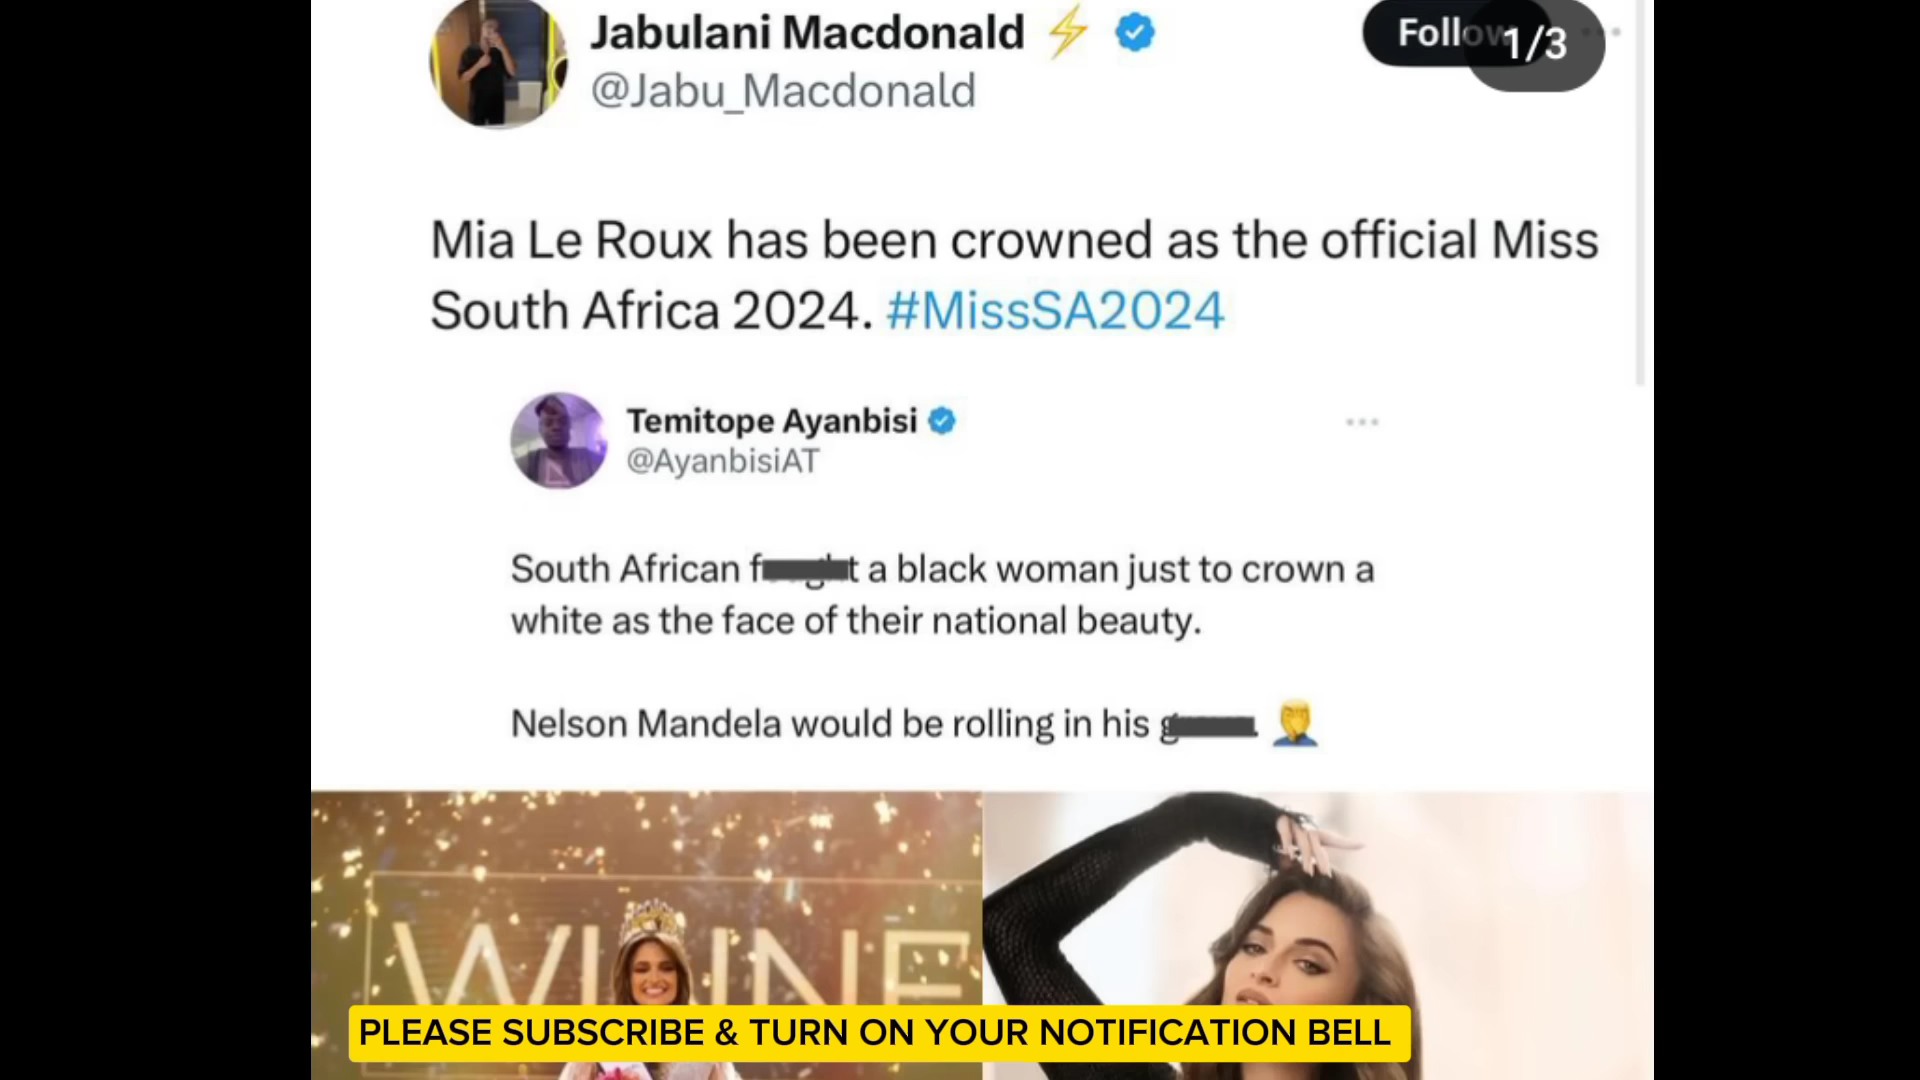 Jabulani Macdonald
Follow
1/3
@Jabu_Macdonald
Mia Le Roux has been crowned as the official Miss
South Africa 2024. #MissSA2024
Temitope Ayanbisi
@AyanbisiAT
South African a black woman just to crown a
white as the face of their national beauty.
Nelson Mandela would be rolling in his
PLEASE SUBSCRIBE & TURN ON YOUR NOTIFICATION BELL